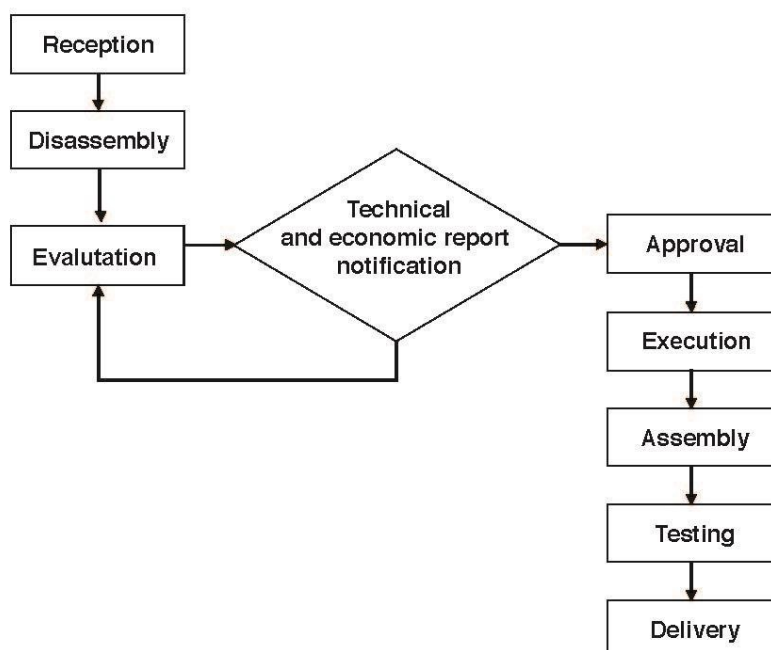 Reception
Disassembly
Evalutation
Technical
and economic report
notification
Approval
Execution
Assembly
Testing
Delivery